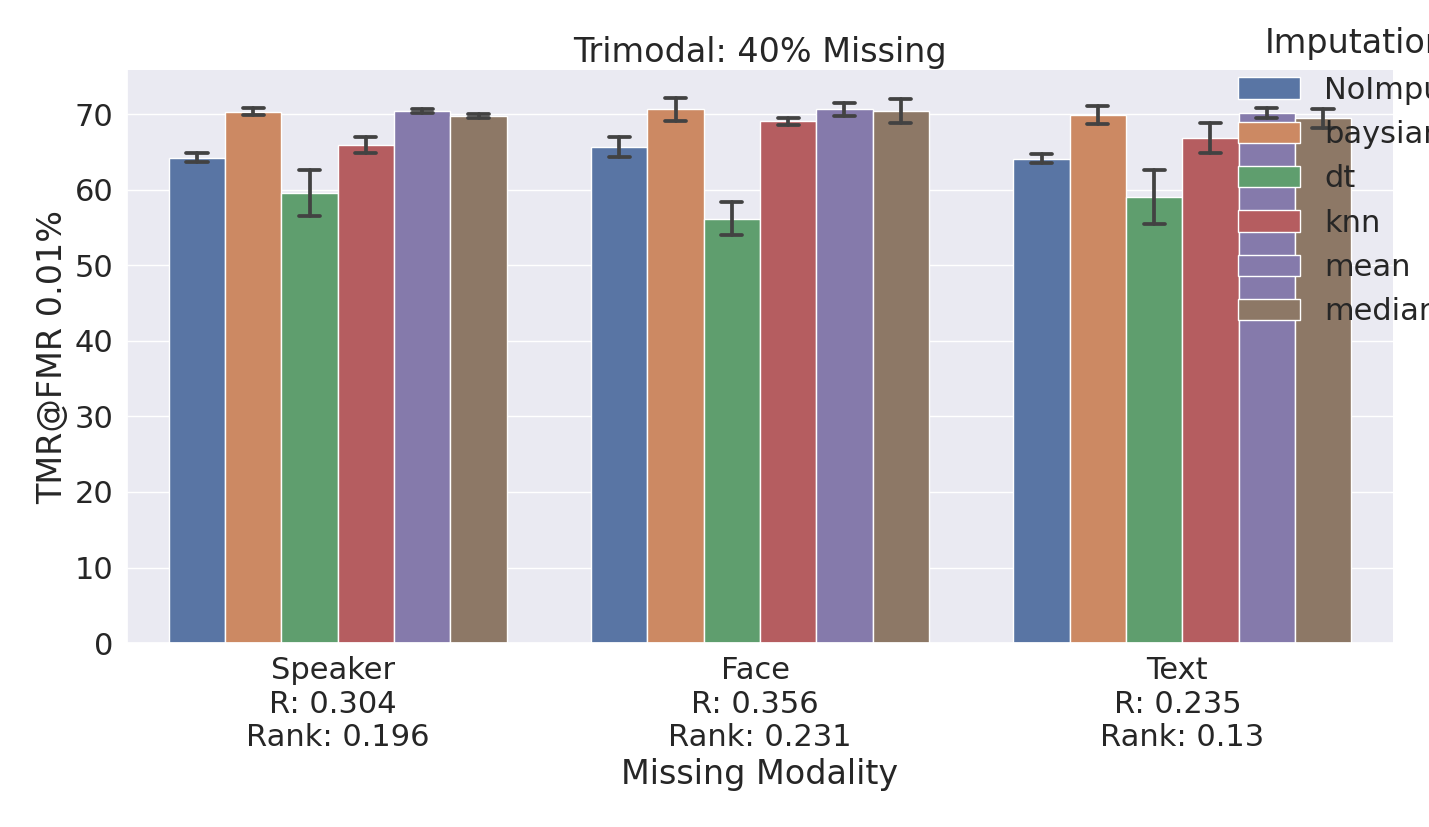 Trimodal: 40% Missing
Imputation
NoImpu
baysian
dt
knn
mean
median
TMR@FMR 0.01%
70
60
50
40
30
20
10
0
Speaker
R: 0.304
Rank: 0.196
Face
R: 0.356
Rank: 0.231
Text
R: 0.235
Rank: 0.13
Missing Modality